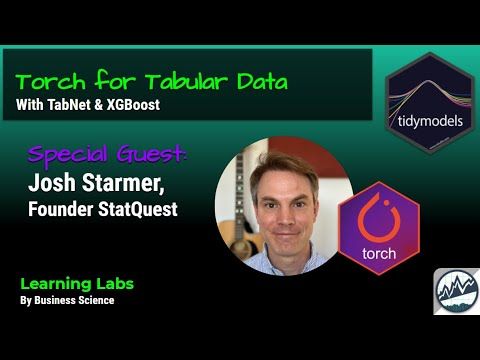 Torch for Tabular Data
With TabNet & XGBoost
tidymodels
Special Guest:
Josh Starmer,
Founder StatQuest
torch
Learning Labs
By Business Science